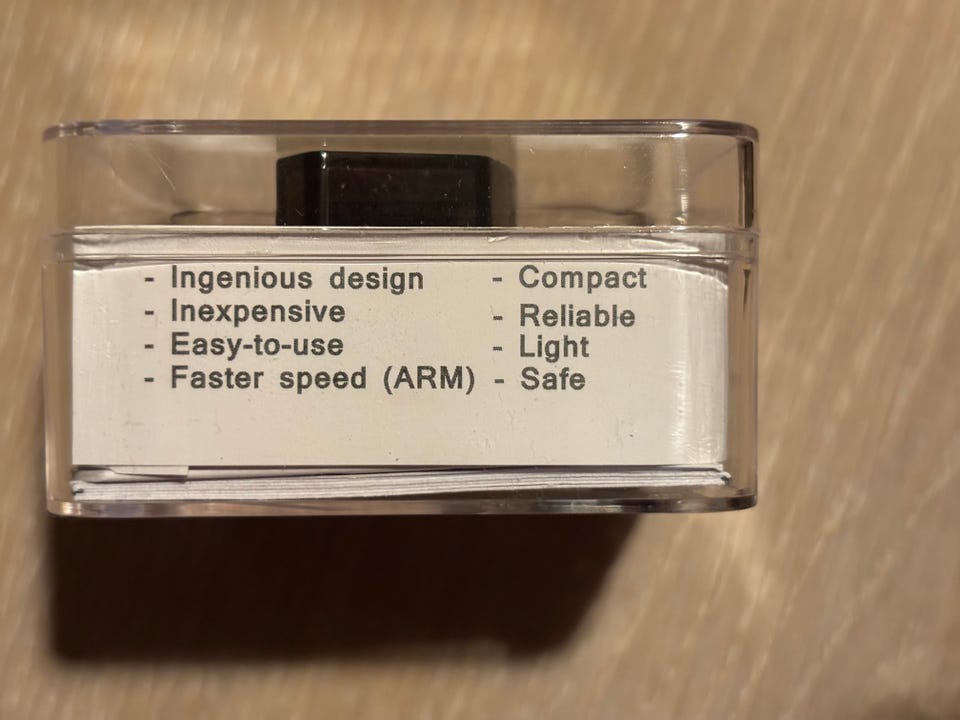 - Ingenious design - Compact
- Inexpensive - Reliable
- Easy-to-use - Light
- Faster speed (ARM) - Safe